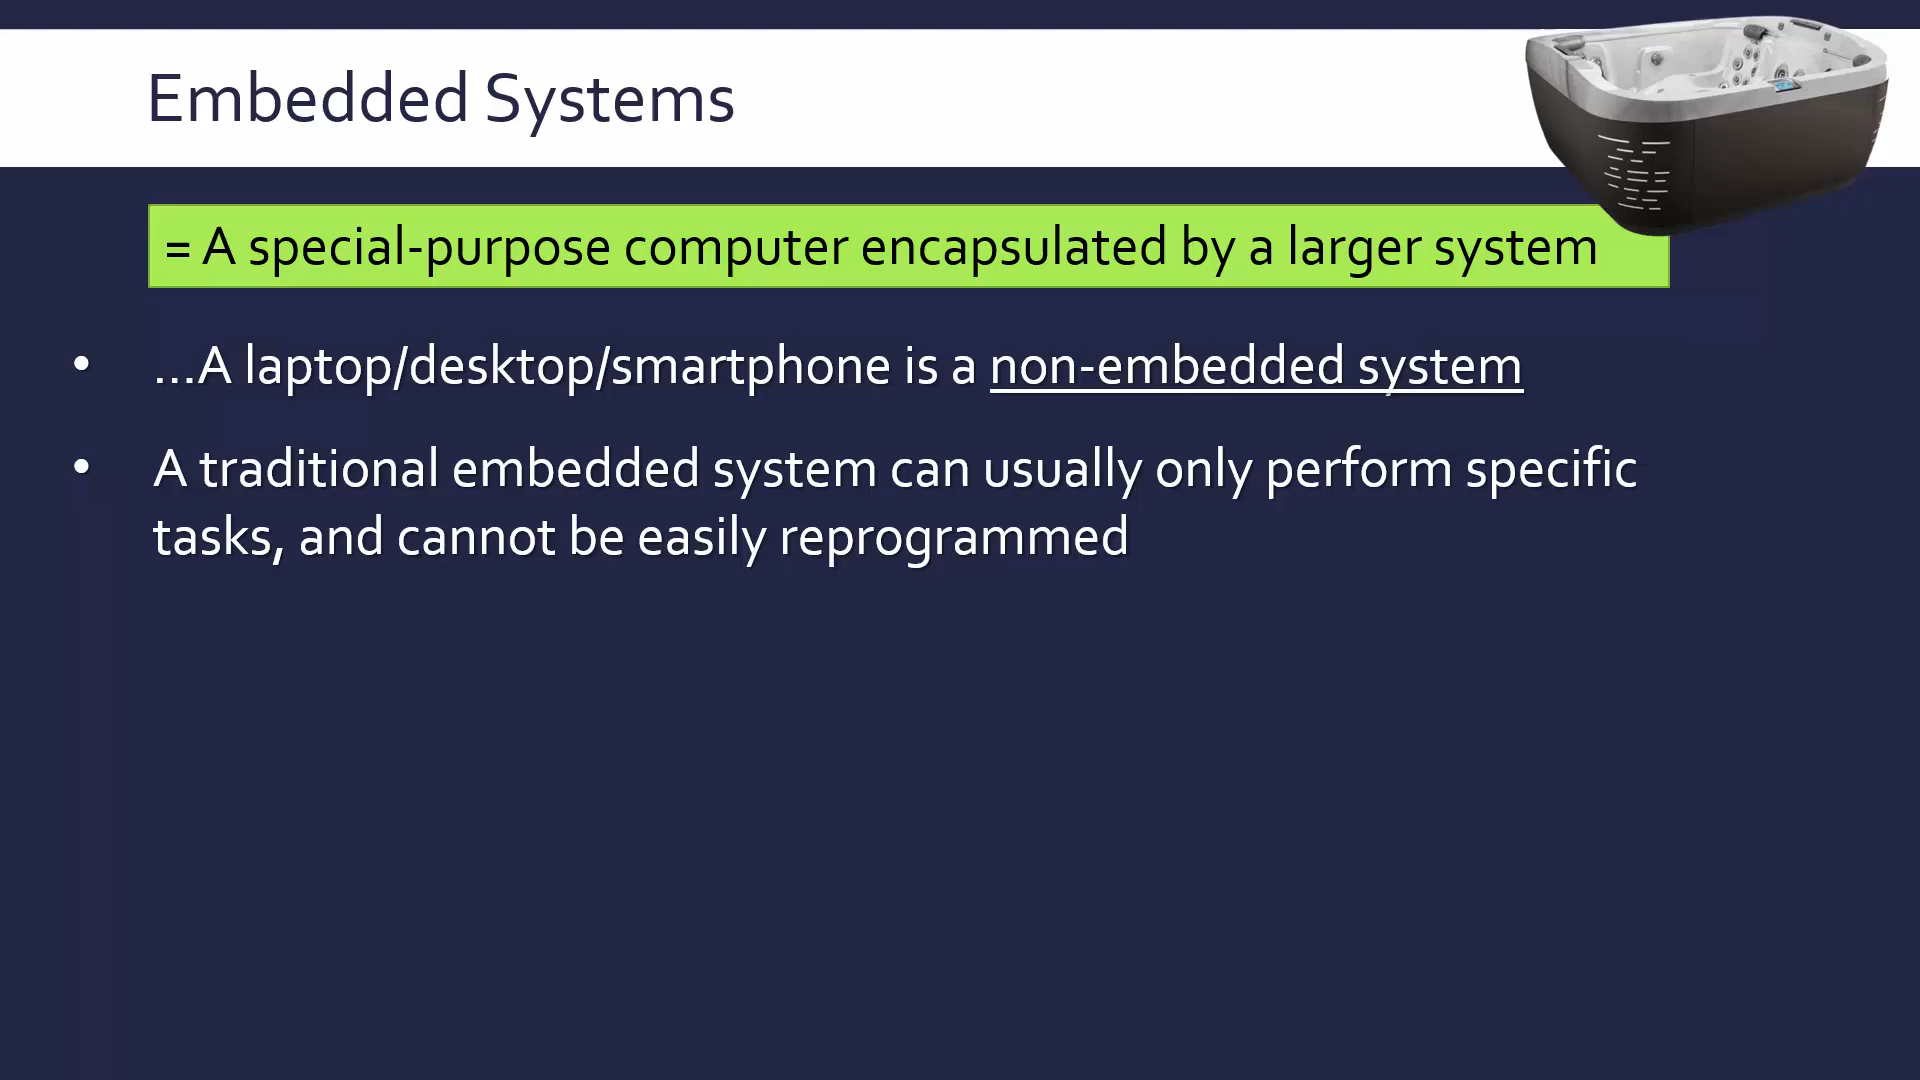 Embedded Systems
= A special-purpose computer encapsulated by a larger system
• ...A laptop/desktop/smartphone is a non-embedded system
• A traditional embedded system can usually only perform specific
tasks, and cannot be easily reprogrammed